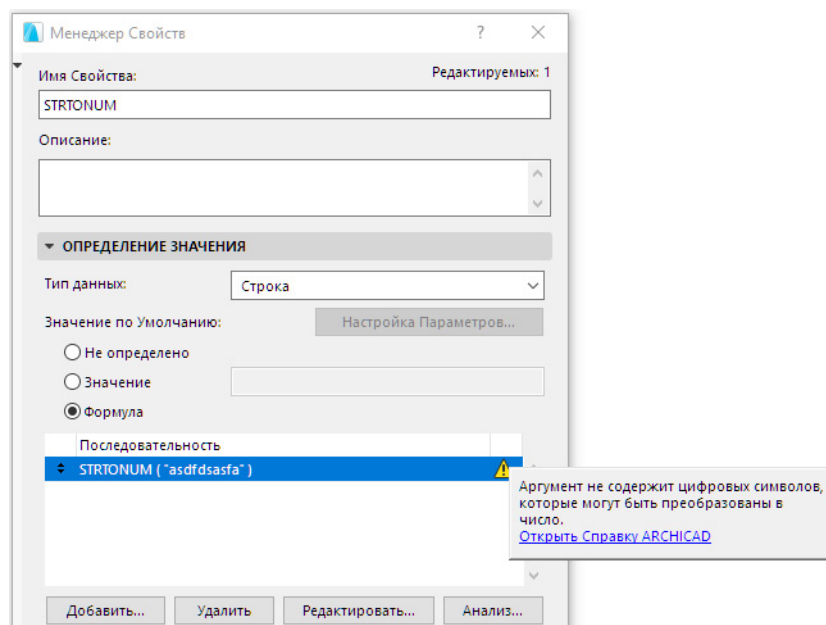 Менеджер Свойств
?
Имя Свойства:
Редактируемых: 1
STRTONUM
Описание:
ОПРЕДЕЛЕНИЕ ЗНАЧЕНИЯ
Тип данных:
Строка
Значение по Умолчанию:
Настройка Параметров...
Не определено
Значение
Формула
Последовательность
STRTONUM ( "asdfdsasfa" )
Аргумент не содержит цифровых символов,
которые могут быть преобразованы в
число.
Открыть Справку ARCHICAD
Добавить...
Удалить
Редактировать...
Анализ...